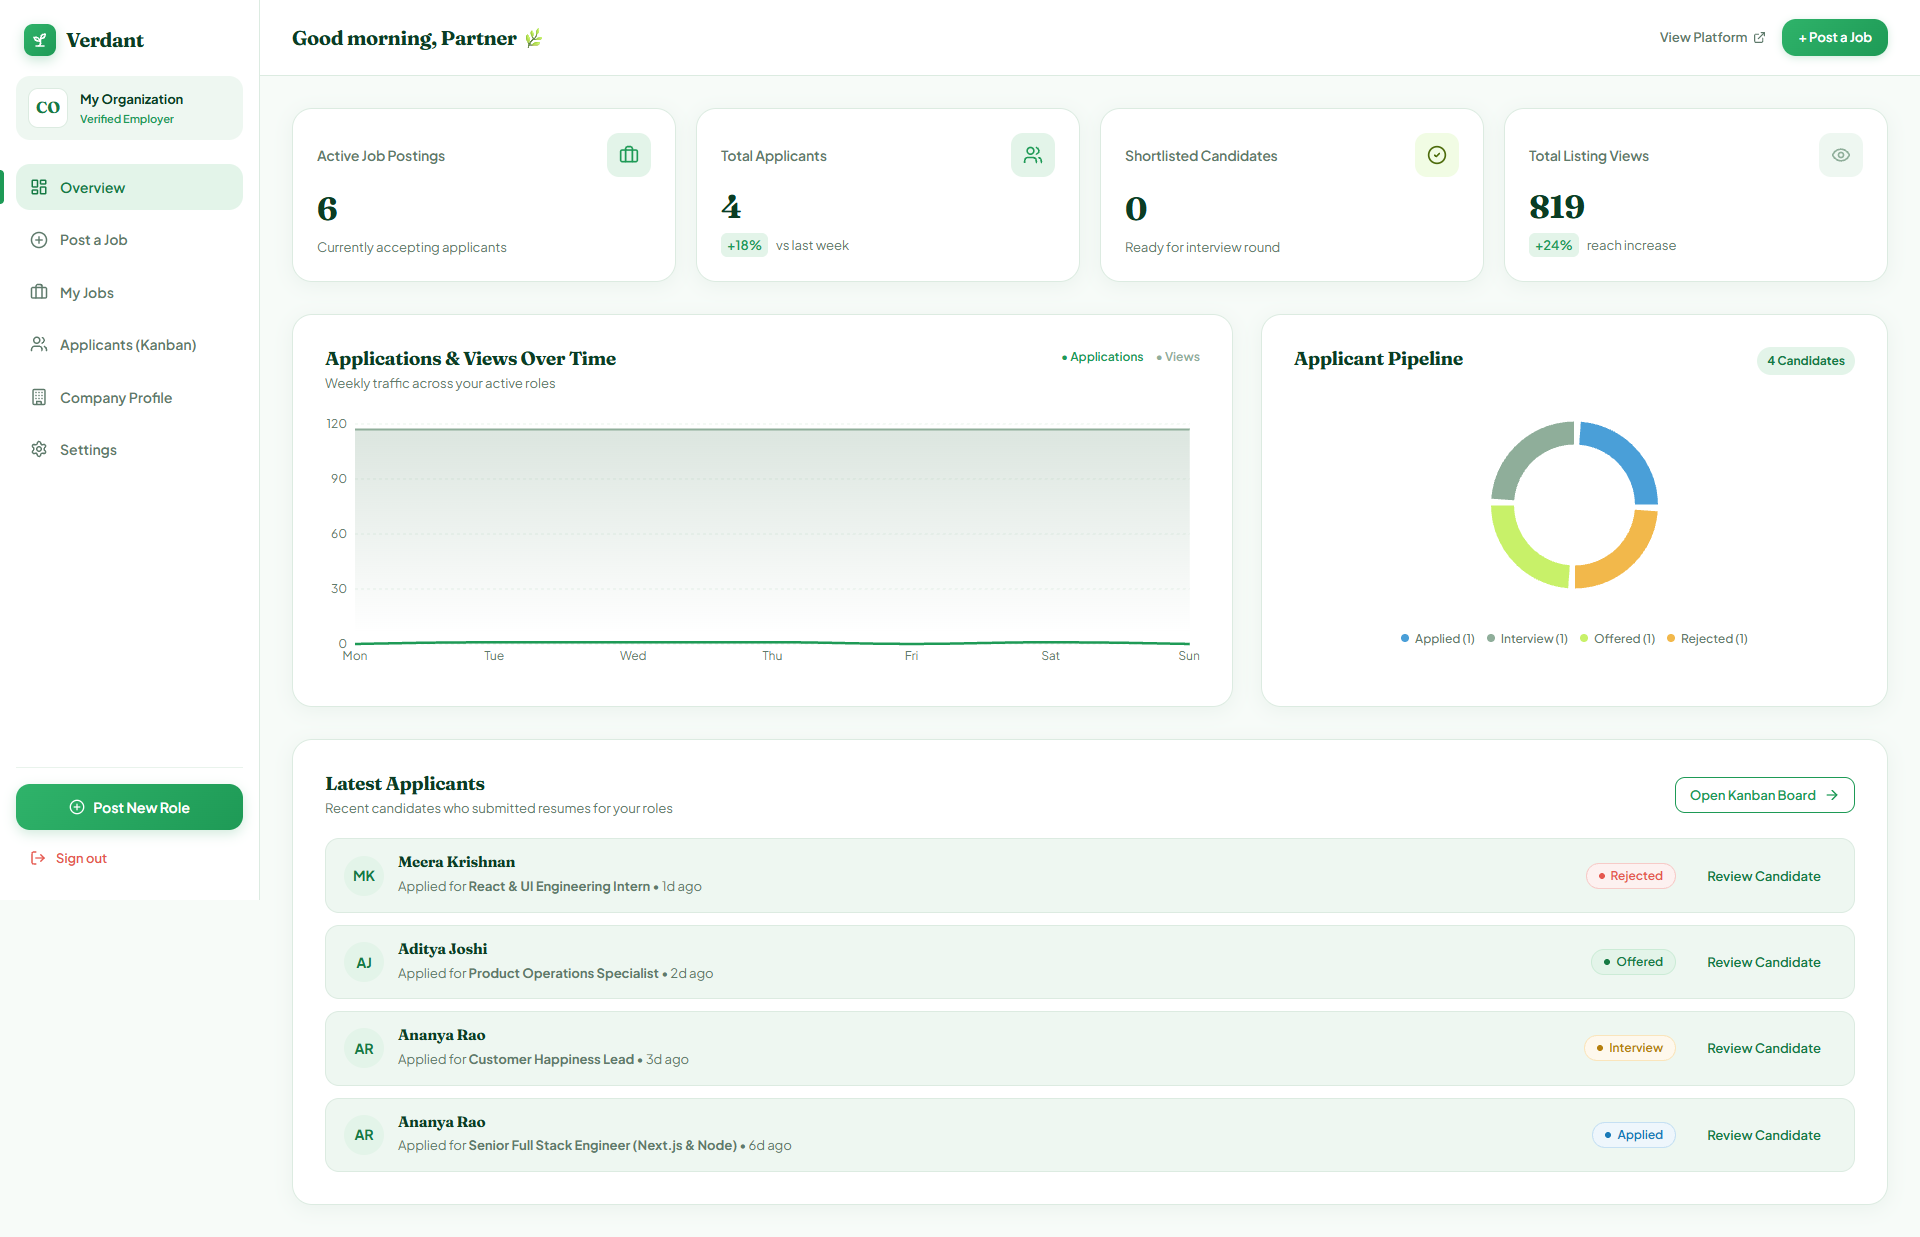 Verdant
CO
My Organization
Verified Employer
Overview
Post a Job
My Jobs
Applicants (Kanban)
Company Profile
Settings
Post New Role
Sign out
Good morning, Partner 🌿
View Platform
+ Post a Job
Active Job Postings
6
Currently accepting applicants
Total Applicants
4
+18% vs last week
Shortlisted Candidates
0
Ready for interview round
Total Listing Views
819
+24% reach increase
Applications & Views Over Time
Weekly traffic across your active roles
• Applications • Views
120
90
60
30
0
Mon Tue Wed Thu Fri Sat Sun
Applicant Pipeline
4 Candidates
Applied (1) Interview (1) Offered (1) Rejected (1)
Latest Applicants
Recent candidates who submitted resumes for your roles
Open Kanban Board →
MK
Meera Krishnan
Applied for React & UI Engineering Intern • 1d ago
• Rejected
Review Candidate
AJ
Aditya Joshi
Applied for Product Operations Specialist • 2d ago
• Offered
Review Candidate
AR
Ananya Rao
Applied for Customer Happiness Lead • 3d ago
• Interview
Review Candidate
AR
Ananya Rao
Applied for Senior Full Stack Engineer (Next.js & Node) • 6d ago
• Applied
Review Candidate